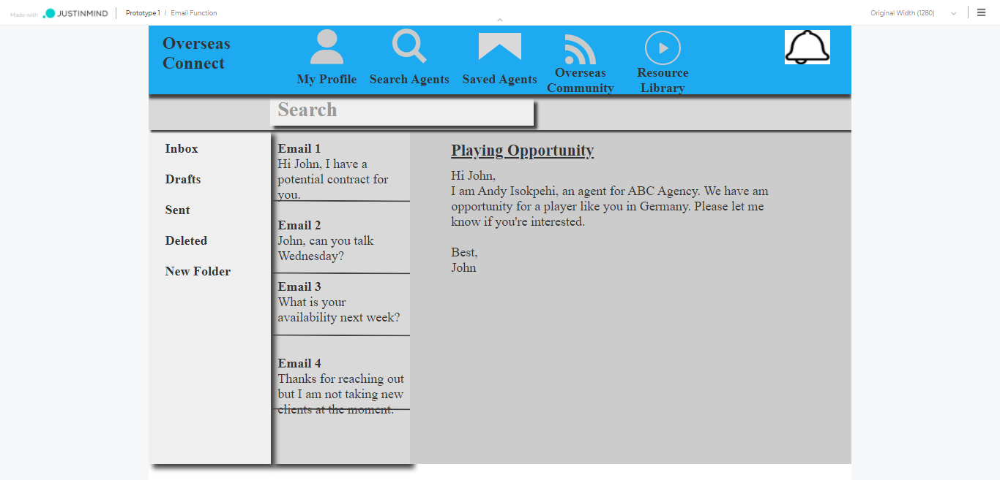 Made with JUSTINMIND Prototype 1 / Email Function Original Width (1280)
Overseas
Connect
My Profile
Search Agents
Saved Agents
Overseas
Community
Resource
Library
Search
Inbox
Drafts
Sent
Deleted
New Folder
Email 1
Hi John, I have a
potential contract for
you.
Email 2
John, can you talk
Wednesday?
Email 3
What is your
availability next week?
Email 4
Thanks for reaching out
but I am not taking new
clients at the moment.
Playing Opportunity
Hi John,
I am Andy Isokpehi, an agent for ABC Agency. We have am
opportunity for a player like you in Germany. Please let me
know if you're interested.
Best,
John